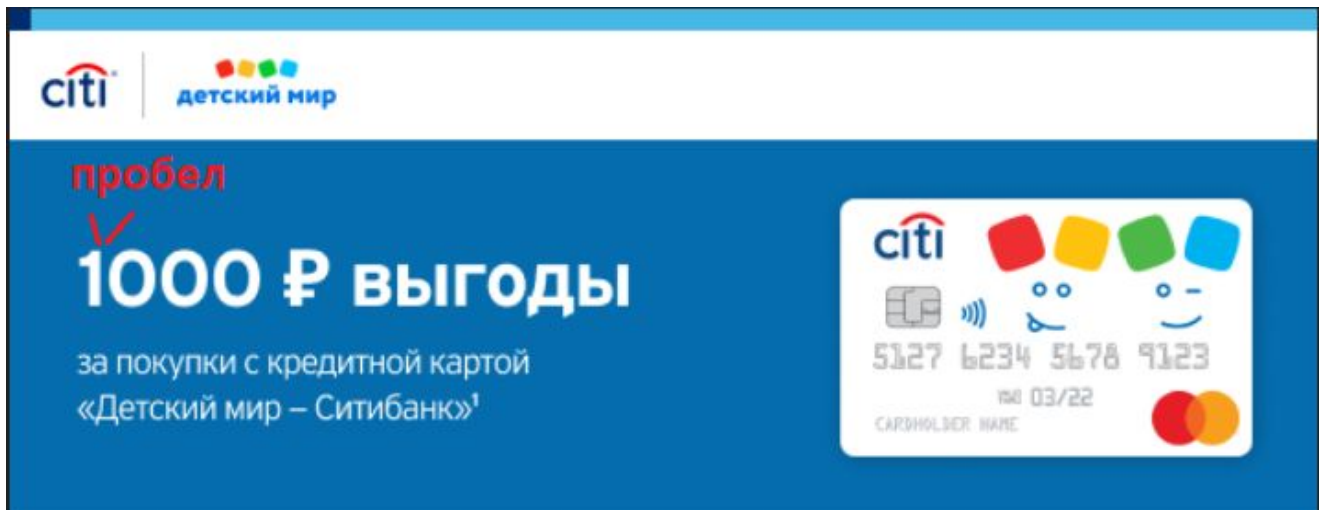 citi
детский мир
пробел
1000 ₽ выгоды
за покупки с кредитной картой
«Детский мир – Ситибанк»¹
citi
5127 6234 5678 9123
03/22
CARDHOLDER NAME